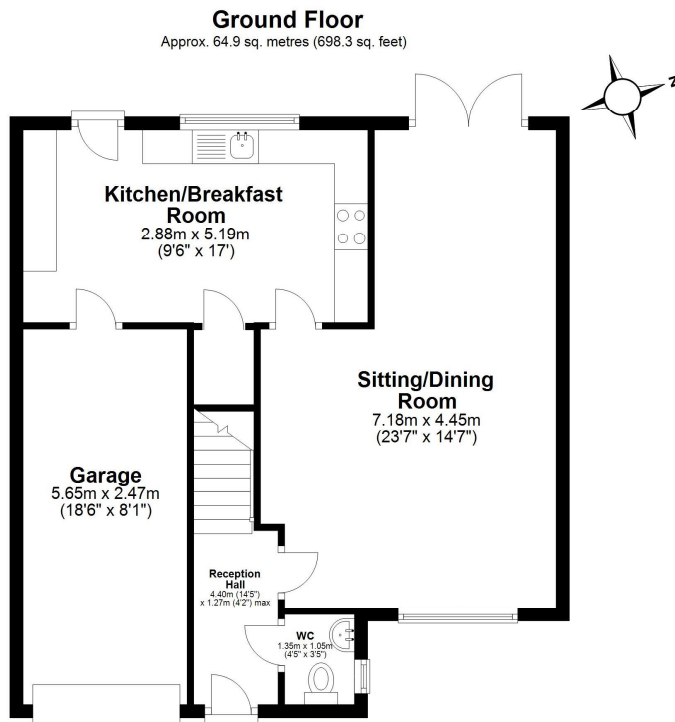 Ground Floor
Approx. 64.9 sq. metres (698.3 sq. feet)
Z
Kitchen/Breakfast
Room
2.88m x 5.19m
(9'6" x 17')
Sitting/Dining
Room
7.18m x 4.45m
(23'7" x 14'7")
Garage
5.65m x 2.47m
(18'6" x 8'1")
Reception
Hall
4.40m (14'5")
x 1.27m (4'2") max
WC
1.35m x 1.05m
(4'5" x 3'5")